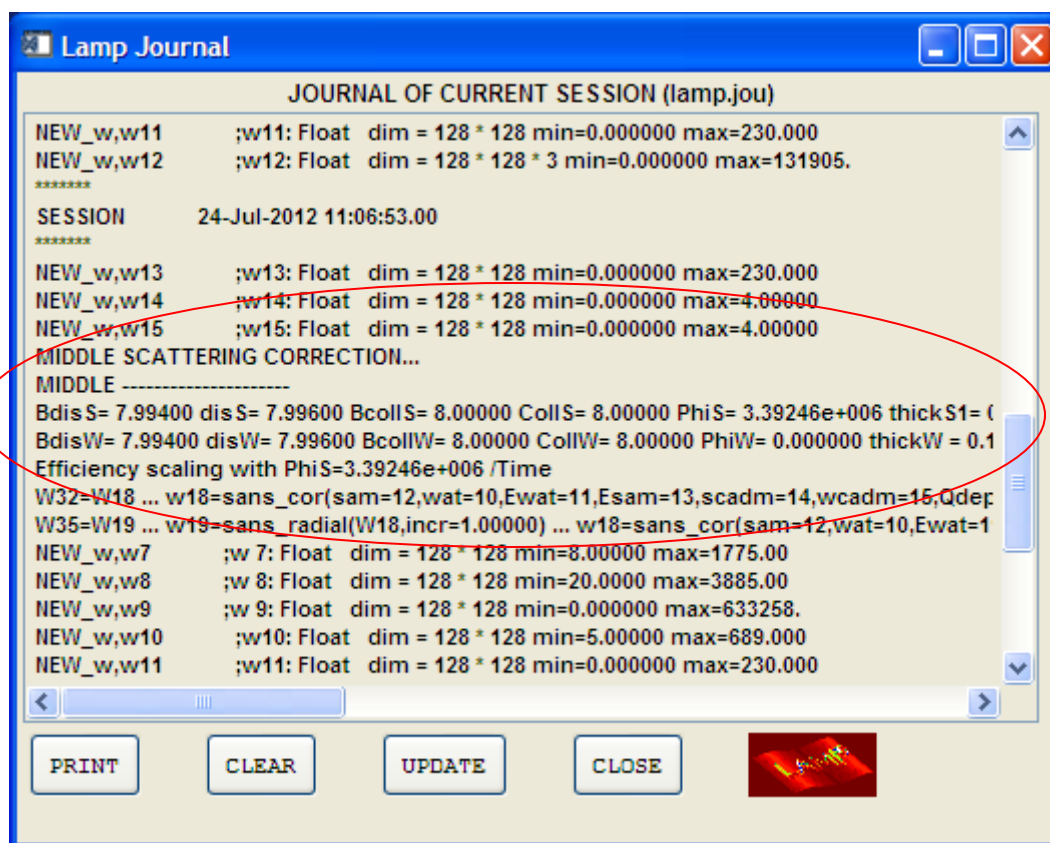 Lamp Journal
JOURNAL OF CURRENT SESSION (lamp.jou)
NEW_w,w11 ;w11: Float dim = 128 * 128 min=0.000000 max=230.000
NEW_w,w12 ;w12: Float dim = 128 * 128 * 3 min=0.000000 max=131905.
*******
SESSION 24-Jul-2012 11:06:53.00
*******
NEW_w,w13 ;w13: Float dim = 128 * 128 min=0.000000 max=230.000
NEW_w,w14 ;w14: Float dim = 128 * 128 min=0.000000 max=4.00000
NEW_w,w15 ;w15: Float dim = 128 * 128 min=0.000000 max=4.00000
MIDDLE SCATTERING CORRECTION...
MIDDLE ---------------------
BdisS= 7.99400 disS= 7.99600 BcollS= 8.00000 CollS= 8.00000 PhiS= 3.39246e+006 thickS1= (
BdisW= 7.99400 disW= 7.99600 BcollW= 8.00000 CollW= 8.00000 PhiW= 0.000000 thickW = 0.1
Efficiency scaling with PhiS=3.39246e+006 /Time
W32=W18 ... w18=sans_cor(sam=12,wat=10,Ewat=11,Esam=13,scadm=14,wcadm=15,Qdep
W35=W19 ... w19=sans_radial(W18,incr=1.00000) ... w18=sans_cor(sam=12,wat=10,Ewat=1
NEW_w,w7 ;w 7: Float dim = 128 * 128 min=8.00000 max=1775.00
NEW_w,w8 ;w 8: Float dim = 128 * 128 min=20.0000 max=3885.00
NEW_w,w9 ;w 9: Float dim = 128 * 128 min=0.000000 max=633258.
NEW_w,w10 ;w10: Float dim = 128 * 128 min=5.00000 max=689.000
NEW_w,w11 ;w11: Float dim = 128 * 128 min=0.000000 max=230.000
PRINT CLEAR UPDATE CLOSE